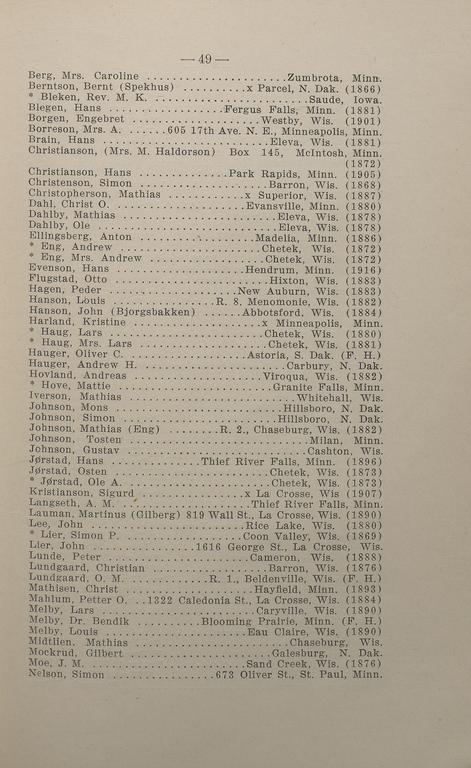 — 49 —
Berg, Mrs. Caroline .....................Zumbrota, Minn.
Berntson, Bernt (Spekhus) ..........x Parcel, N. Dak. (1866)
* Bleken, Rev. M. K. ........................Saude, Iowa.
Blegen, Hans ..................Fergus Falls, Minn. (1881)
Borgen, Engebret ........................Westby, Wis. (1901)
Borreson, Mrs. A. ......605 17th Ave. N. E., Minneapolis, Minn.
Brain, Hans ..........................Eleva, Wis. (1881)
Christianson, (Mrs. M. Haldorson) Box 145, McIntosh, Minn.
(1872)
Christianson, Hans ...............Park Rapids, Minn. (1905)
Christenson, Simon ....................Barron, Wis. (1868)
Christopherson, Mathias .............x Superior, Wis. (1887)
Dahl, Christ O. ....................Evansville, Minn. (1880)
Dahlby, Mathias .........................Eleva, Wis. (1878)
Dahlby, Ole .............................Eleva, Wis. (1878)
Ellingsberg, Anton ...................Madelia, Minn. (1886)
* Eng, Andrew ........................Chetek, Wis. (1872)
* Eng, Mrs. Andrew ...................Chetek, Wis. (1872)
Evenson, Hans .....................Hendrum, Minn. (1916)
Flugstad, Otto .........................Hixton, Wis. (1883)
Hagen, Peder .....................New Auburn, Wis. (1883)
Hanson, Louis ...............R. 8, Menomonie, Wis. (1882)
Hanson, John (Bjorgsbakken) ......Abbotsford, Wis. (1884)
Harland, Kristine ....................x Minneapolis, Minn.
* Haug, Lars .........................Chetek, Wis. (1880)
* Haug, Mrs. Lars ....................Chetek, Wis. (1881)
Hauger, Oliver C. ..................Astoria, S. Dak. (F. H.)
Hauger, Andrew H. ......................Carbury, N. Dak.
Hovland, Andreas .....................Viroqua, Wis. (1882)
* Hove, Mattie ........................Granite Falls, Minn.
Iverson, Mathias ..........................Whitehall, Wis.
Johnson, Mons .........................Hillsboro, N. Dak.
Johnson, Simon .......................Hillsboro, N. Dak.
Johnson, Mathias (Eng) .........R. 2., Chaseburg, Wis. (1882)
Johnson, Tosten ............................Milan, Minn.
Johnson, Gustav ............................Cashton, Wis.
Jørstad, Hans ..............Thief River Falls, Minn. (1896)
Jørstad, Osten .........................Chetek, Wis. (1873)
* Jørstad, Ole A. ......................Chetek, Wis. (1873)
Kristianson, Sigurd ...............x La Crosse, Wis (1907)
Langseth, A. M. .....................Thief River Falls, Minn.
Lauman, Martinus (Gilberg) 819 Wall St., La Crosse, Wis. (1890)
Lee, John .........................Rice Lake, Wis. (1880)
* Lier, Simon P. ..................Coon Valley, Wis. (1869)
Lier, John ...............1616 George St., La Crosse, Wis.
Lunde, Peter ......................Cameron, Wis. (1888)
Lundgaard, Christian ..................Barron, Wis. (1876)
Lundgaard, O. M. ............R. 1., Beldenville, Wis. (F. H.)
Mathisen, Christ ....................Hayfield, Minn. (1893)
Mahlum, Petter O. ..1322 Caledonia St., La Crosse, Wis. (1884)
Melby, Lars ........................Caryville, Wis. (1890)
Melby, Dr. Bendik ..........Blooming Prairie, Minn. (F. H.)
Melby, Louis ......................Eau Claire, Wis. (1890)
Midtlien, Mathias .........................Chaseburg, Wis.
Mockrud, Gilbert ......................Galesburg, N. Dak.
Moe, J. M. ......................Sand Creek, Wis. (1876)
Nelson, Simon ...............673 Oliver St., St. Paul, Minn.